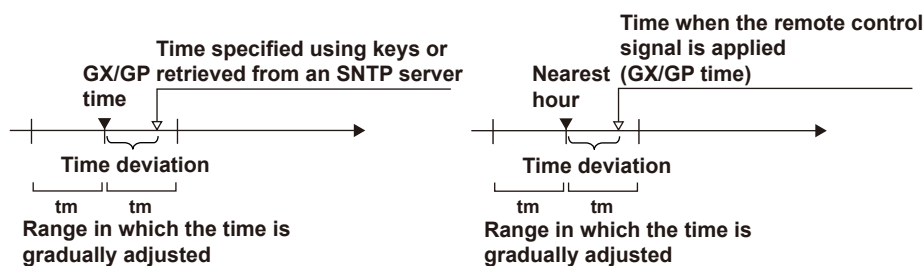 Time specified using keys or
GX/GP retrieved from an SNTP server
time
Time deviation
tm tm
Range in which the time is
gradually adjusted
Time when the remote control
signal is applied
Nearest (GX/GP time)
hour
Time deviation
tm tm
Range in which the time is
gradually adjusted